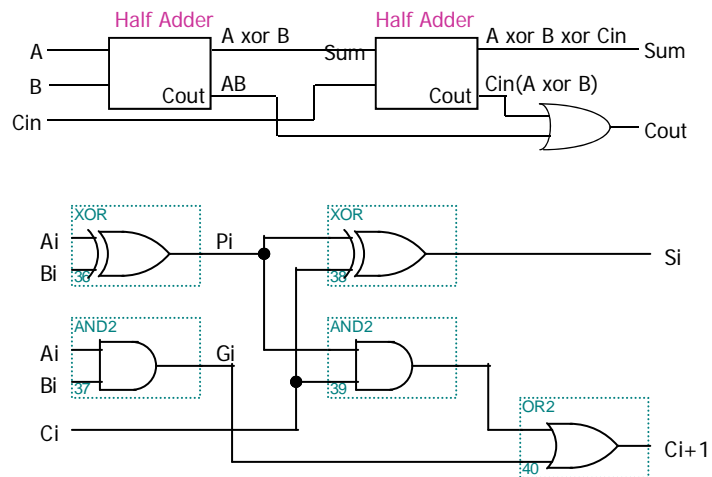 Half Adder
Half Adder
A
A xor B
Sum
A xor B xor Cin
Sum
B
Cout
AB
Cout
Cin(A xor B)
Cin
Cout
XOR
XOR
Ai
Pi
Si
Bi
36
38
AND2
AND2
Ai
Gi
Bi
37
39
OR2
Ci
Ci+1
40